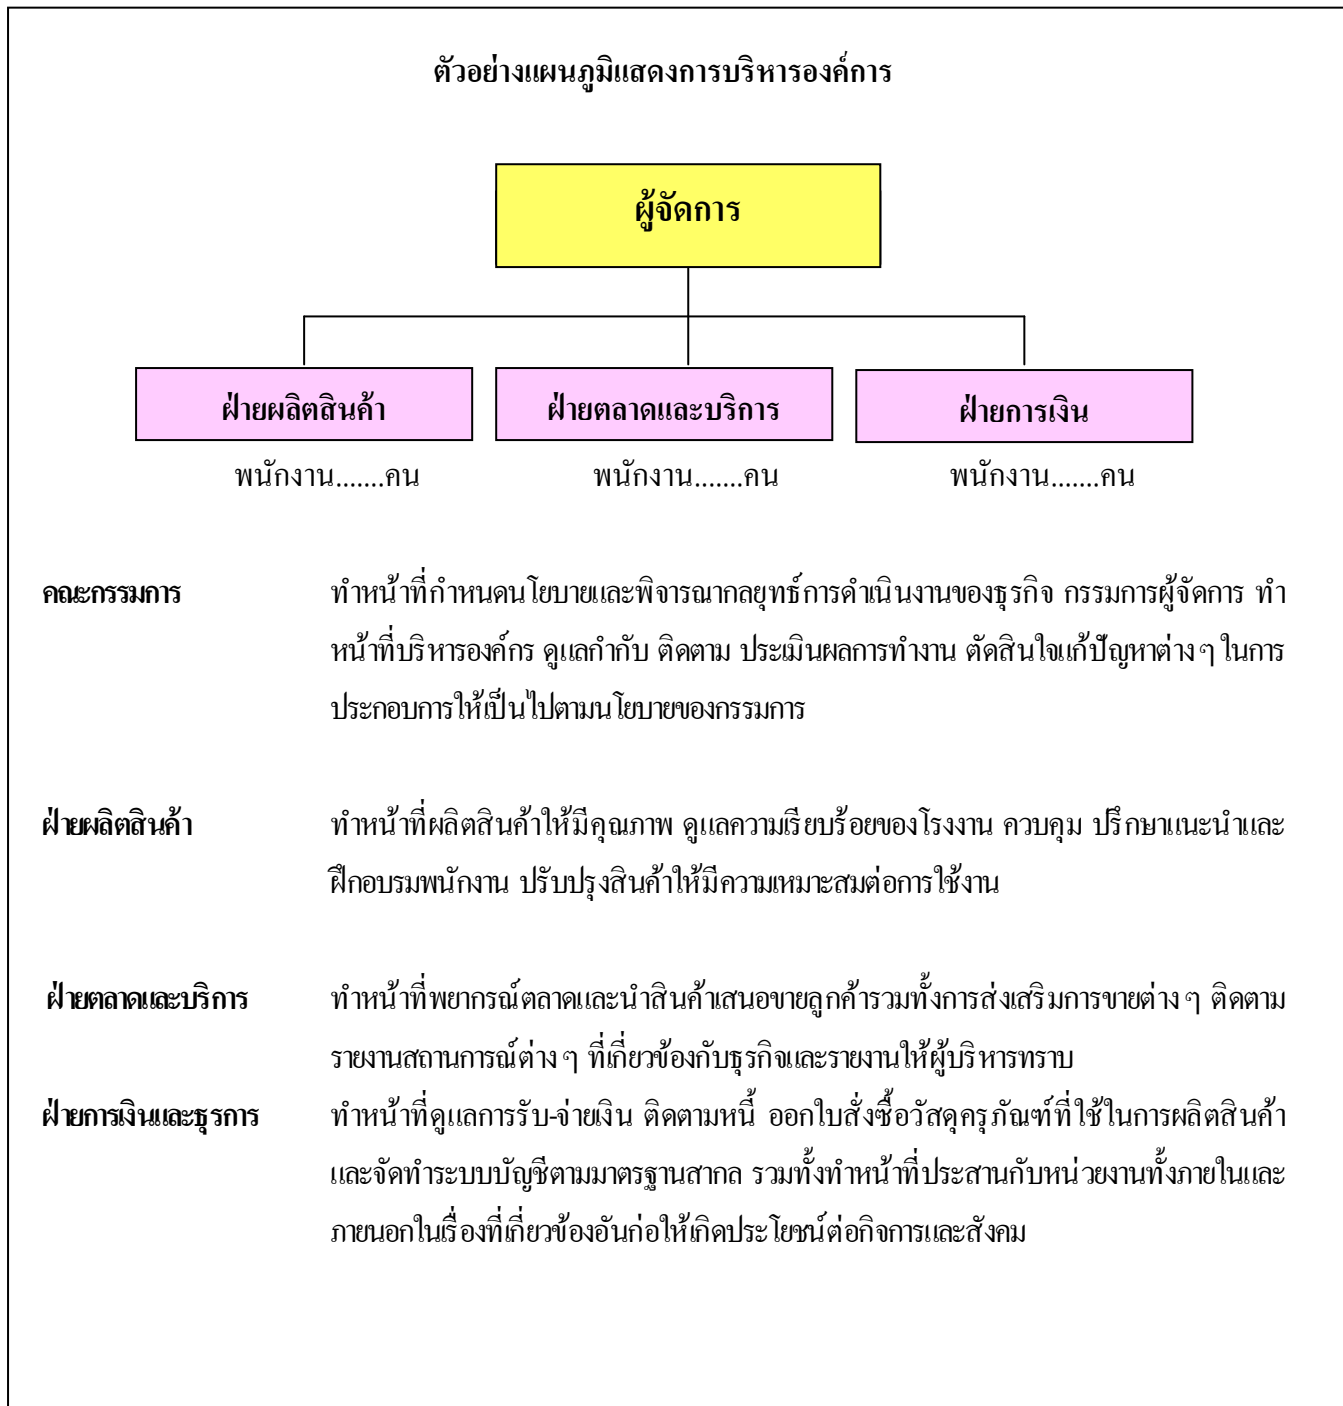 ตัวอย่างแผนภูมิแสดงการบริหารองค์การ
ผู้จัดการ
ฝ่ายผลิตสินค้า ฝ่ายตลาดและบริการ ฝ่ายการเงิน
พนักงาน.......คน พนักงาน.......คน พนักงาน.......คน
คณะกรรมการ ทำหน้าที่กำหนดนโยบายและพิจารณากลยุทธ์การดำเนินงานของธุรกิจ กรรมการผู้จัดการ ทำ
หน้าที่บริหารองค์กร ดูแลกำกับ ติดตาม ประเมินผลการทำงาน ตัดสินใจแก้ปัญหาต่าง ๆ ในการ
ประกอบการให้เป็นไปตามนโยบายของกรรมการ
ฝ่ายผลิตสินค้า ทำหน้าที่ผลิตสินค้าให้มีคุณภาพ ดูแลความเรียบร้อยของโรงงาน ควบคุม ปรึกษาแนะนำและ
ฝึกอบรมพนักงาน ปรับปรุงสินค้าให้มีความเหมาะสมต่อการใช้งาน
ฝ่ายตลาดและบริการ ทำหน้าที่พยากรณ์ตลาดและนำสินค้าเสนอขายลูกค้ารวมทั้งการส่งเสริมการขายต่าง ๆ ติดตาม
รายงานสถานการณ์ต่าง ๆ ที่เกี่ยวข้องกับธุรกิจและรายงานให้ผู้บริหารทราบ
ฝ่ายการเงินและธุรการ ทำหน้าที่ดูแลการรับ-จ่ายเงิน ติดตามหนี้ ออกใบสั่งซื้อวัสดุครุภัณฑ์ที่ใช้ในการผลิตสินค้า
และจัดทำระบบบัญชีตามมาตรฐานสากล รวมทั้งทำหน้าที่ประสานกับหน่วยงานทั้งภายในและ
ภายนอกในเรื่องที่เกี่ยวข้องอันก่อให้เกิดประโยชน์ต่อกิจการและสังคม